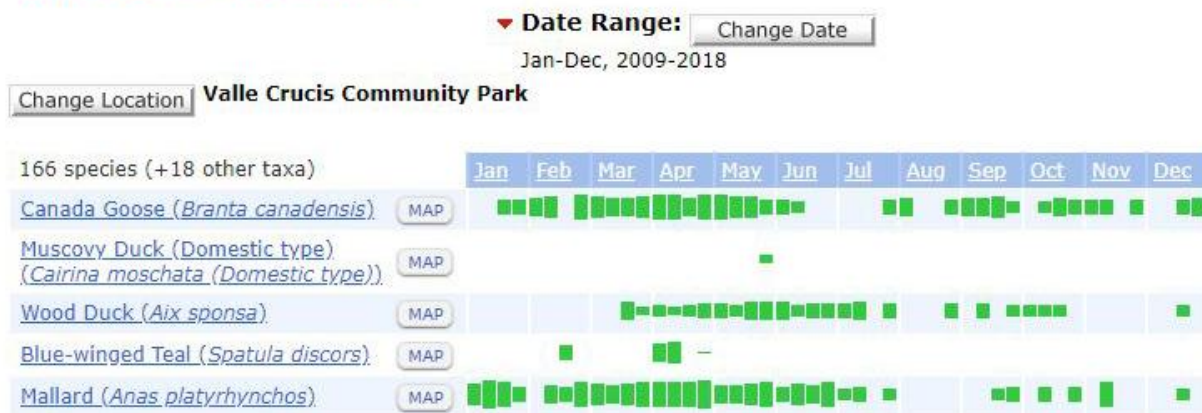 Date Range: Change Date
Jan-Dec, 2009-2018
Change Location Valle Crucis Community Park
166 species (+18 other taxa) Jan Feb Mar Apr May Jun Jul Aug Sep Oct Nov Dec
Canada Goose (Branta canadensis) MAP
Muscovy Duck (Domestic type)
(Cairina moschata (Domestic type)) MAP
Wood Duck (Aix sponsa) MAP
Blue-winged Teal (Spatula discors) MAP
Mallard (Anas platyrhynchos) MAP